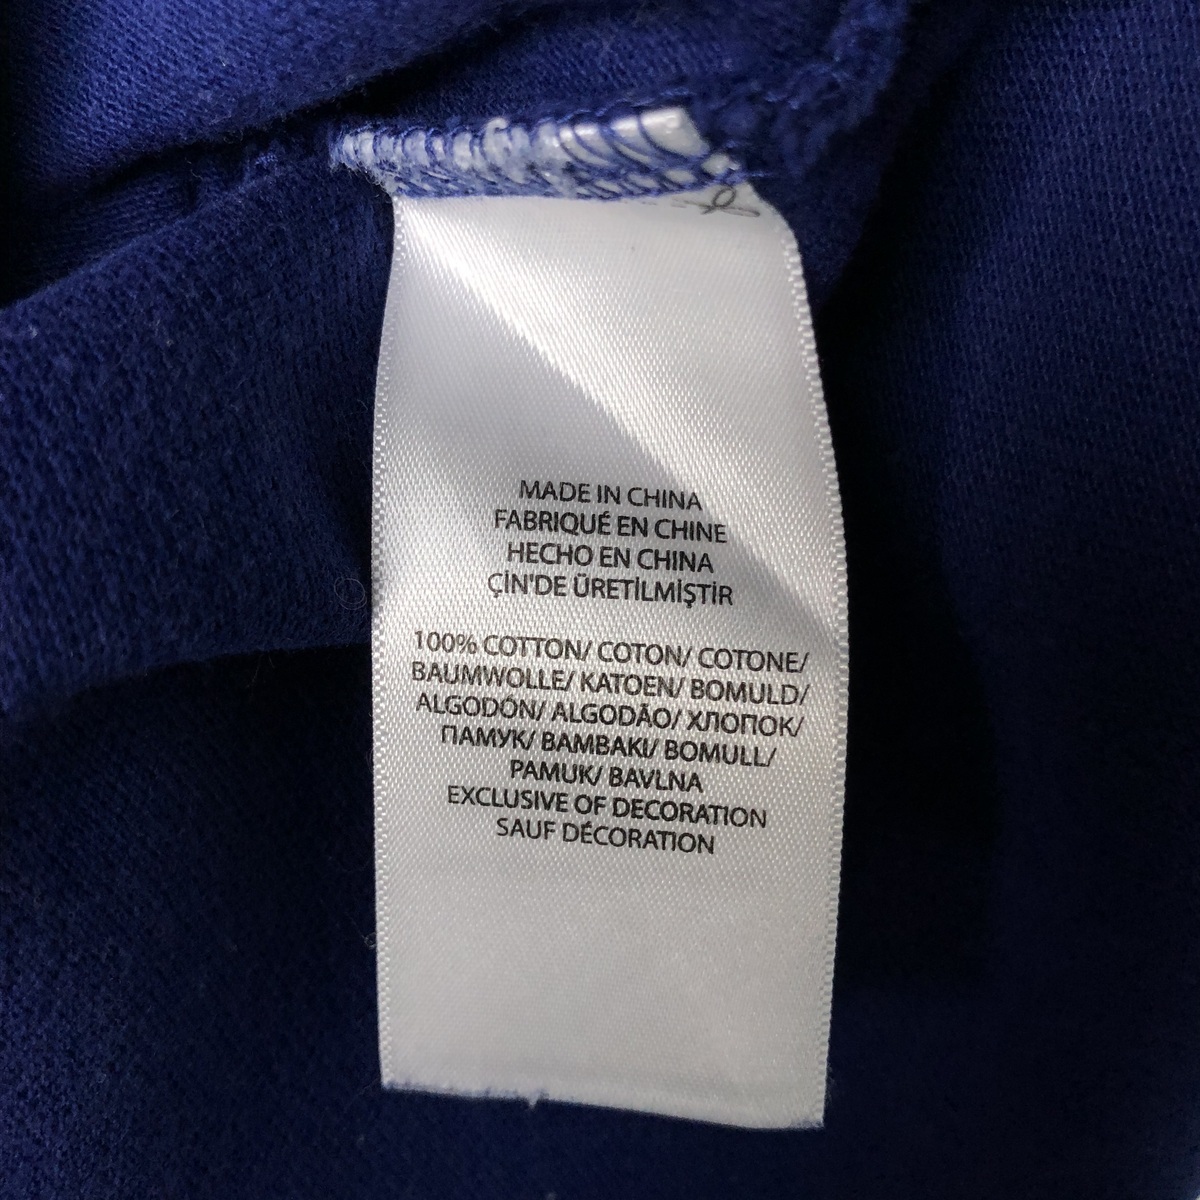 MADE IN CHINA
FABRIQUÉ EN CHINE
HECHO EN CHINA
ÇİN'DE ÜRETİLMİŞTİR
100% COTTON/ COTON/ COTONE/
BAUMWOLLE/ KATOEN/ BOMULD/
ALGODÓN/ ALGODÃO/ ХЛОПОК/
ПАМУК/ BAMBAKI/ BOMULL/
PAMUK/ BAVLNA
EXCLUSIVE OF DECORATION
SAUF DÉCORATION